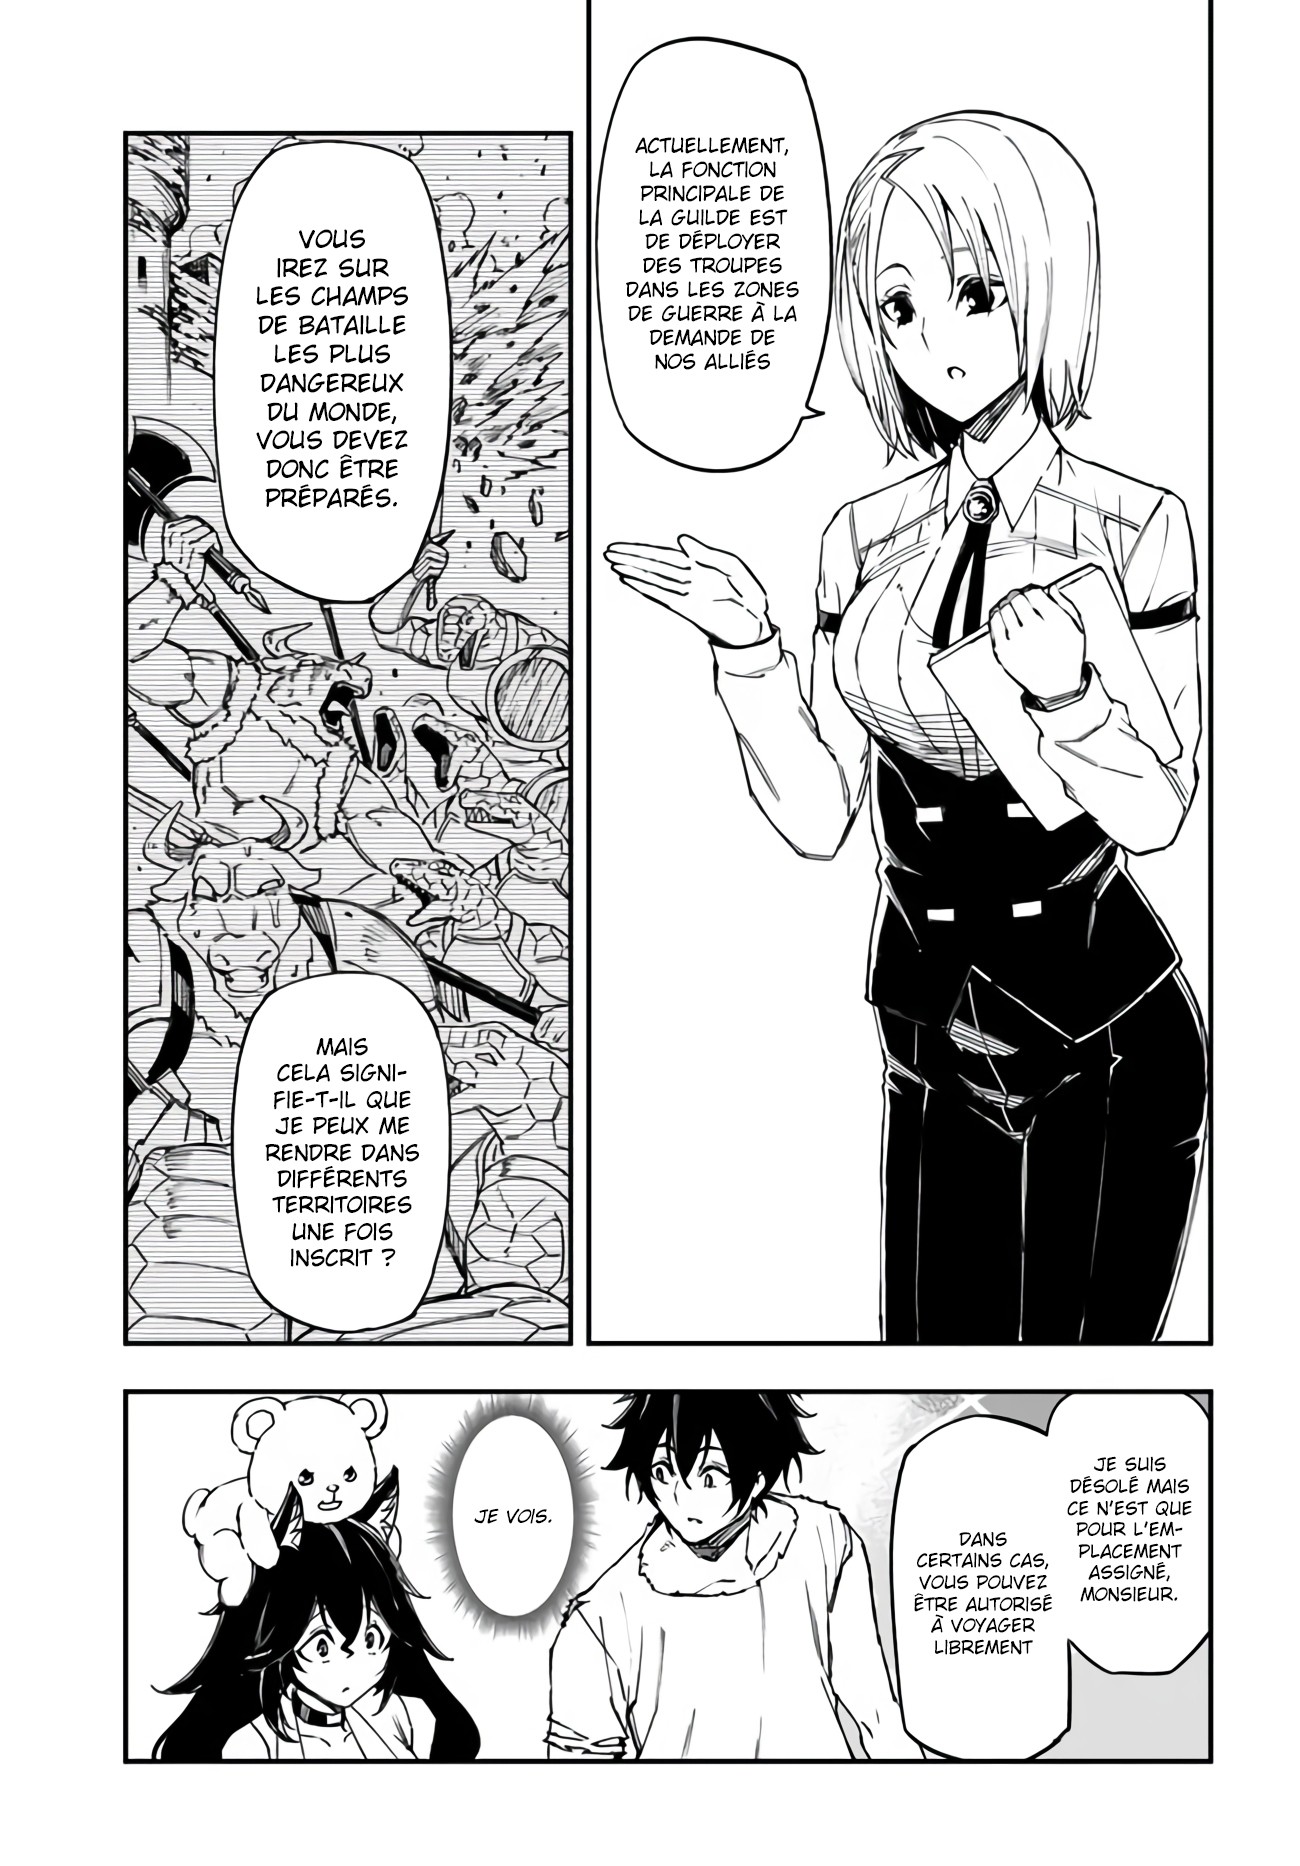 ACTUELLEMENT,
LA FONCTION
PRINCIPALE DE
LA GUILDE EST
DE DÉPLOYER
DES TROUPES
DANS LES ZONES
DE GUERRE À LA
DEMANDE DE
NOS ALLIÉS
VOUS
IREZ SUR
LES CHAMPS
DE BATAILLE
LES PLUS
DANGEREUX
DU MONDE,
VOUS DEVEZ
DONC ÊTRE
PRÉPARÉS.
MAIS
CELA SIGNI-
FIE-T-IL QUE
JE PEUX ME
RENDRE DANS
DIFFÉRENTS
TERRITOIRES
UNE FOIS
INSCRIT ?
JE SUIS
DÉSOLÉ MAIS
CE N'EST QUE
POUR L'EM-
PLACEMENT
ASSIGNÉ,
MONSIEUR.
DANS
CERTAINS CAS,
VOUS POUVEZ
ÊTRE AUTORISÉ
À VOYAGER
LIBREMENT
JE VOIS.